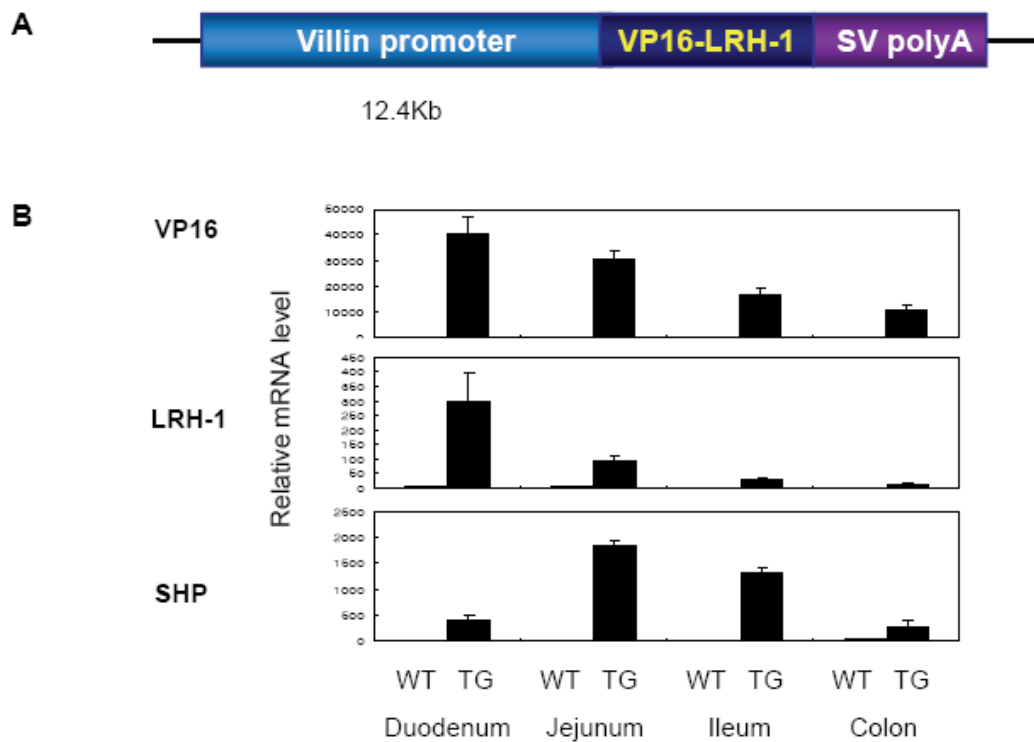 A
Villin promoter VP16-LRH-1 SV polyA
12.4Kb
B
VP16
LRH-1
SHP
Relative mRNA level
50000
40000
30000
20000
10000
0
450
400
350
300
250
200
150
100
50
0
2500
2000
1500
1000
500
0
WT TG WT TG WT TG WT TG
Duodenum Jejunum Ileum Colon